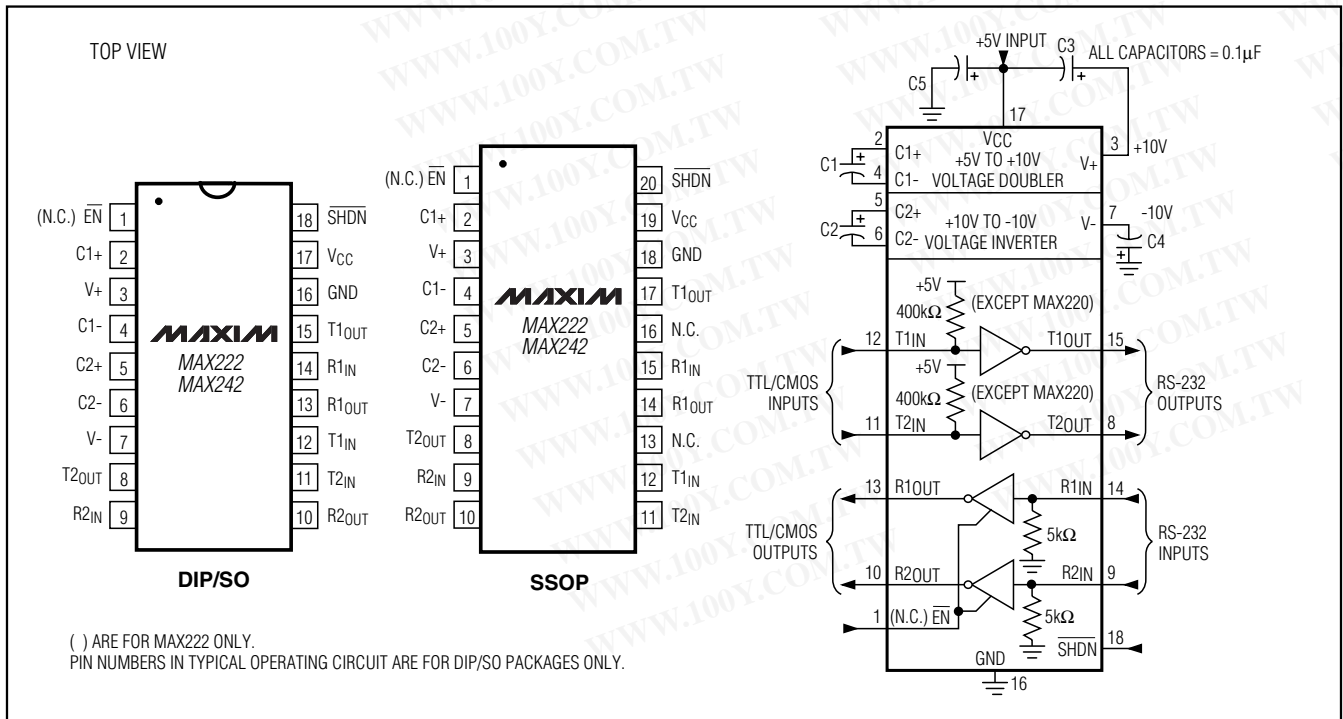 TOP VIEW
(N.C.) EN 1
C1+ 2
V+ 3
C1- 4
C2+ 5
C2- 6
V- 7
T2OUT 8
R2IN 9
18 SHDN
17 VCC
16 GND
15 T1OUT
14 R1IN
13 R1OUT
12 T1IN
11 T2IN
10 R2OUT
MAXIM
MAX222
MAX242
DIP/SO
(N.C.) EN 1
C1+ 2
V+ 3
C1- 4
C2+ 5
C2- 6
V- 7
T2OUT 8
R2IN 9
R2OUT 10
20 SHDN
19 VCC
18 GND
17 T1OUT
16 N.C.
15 R1IN
14 R1OUT
13 N.C.
12 T1IN
11 T2IN
MAXIM
MAX222
MAX242
SSOP
( ) ARE FOR MAX222 ONLY.
PIN NUMBERS IN TYPICAL OPERATING CIRCUIT ARE FOR DIP/SO PACKAGES ONLY.
+5V INPUT
C3
ALL CAPACITORS = 0.1µF
C5
17
VCC
2 C1+
+5V TO +10V
C1
4 C1-
VOLTAGE DOUBLER
V+ 3 +10V
5 C2+
+10V TO -10V
C2
6 C2-
VOLTAGE INVERTER
V- 7 -10V
C4
+5V
400kΩ
(EXCEPT MAX220)
12 T1IN
T1OUT 15
+5V
400kΩ
(EXCEPT MAX220)
TTL/CMOS
INPUTS
RS-232
OUTPUTS
11 T2IN
T2OUT 8
13 R1OUT
R1IN 14
5kΩ
TTL/CMOS
OUTPUTS
RS-232
INPUTS
10 R2OUT
R2IN 9
5kΩ
1 (N.C.) EN
SHDN 18
GND
16
WWW.100Y.COM.TW